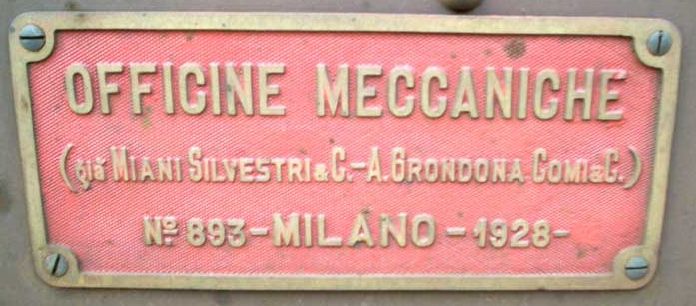 OFFICINE MECCANICHE
(già MIANI SILVESTRI & C.-A. GRONDONA COMI & C.)
Nº 893-MILANO-1928-